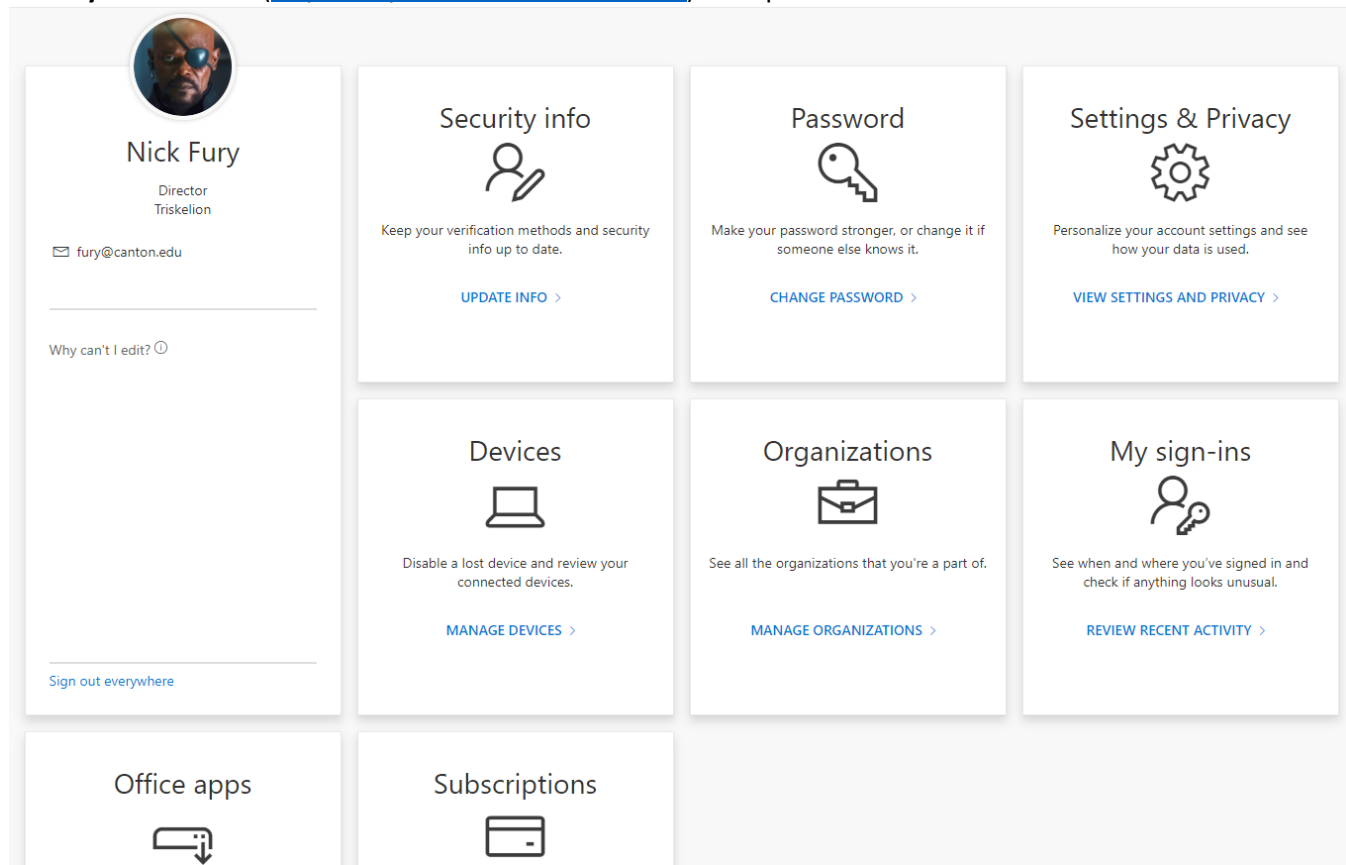 Nick Fury
Director
Triskelion
fury@canton.edu
Why can't I edit?
Sign out everywhere
Security info
Keep your verification methods and security
info up to date.
UPDATE INFO >
Password
Make your password stronger, or change it if
someone else knows it.
CHANGE PASSWORD >
Settings & Privacy
Personalize your account settings and see
how your data is used.
VIEW SETTINGS AND PRIVACY >
Devices
Disable a lost device and review your
connected devices.
MANAGE DEVICES >
Organizations
See all the organizations that you're a part of.
MANAGE ORGANIZATIONS >
My sign-ins
See when and where you've signed in and
check if anything looks unusual.
REVIEW RECENT ACTIVITY >
Office apps
Subscriptions